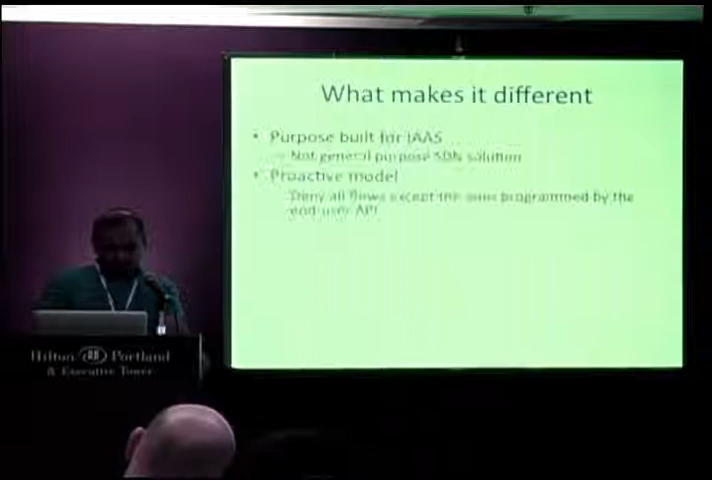 What makes it different
• Purpose built for IAAS
– Not general purpose SDN solution
• Proactive model
Deny all flows except the ones programmed by the
end user API
Hilton Portland
& Executive Tower